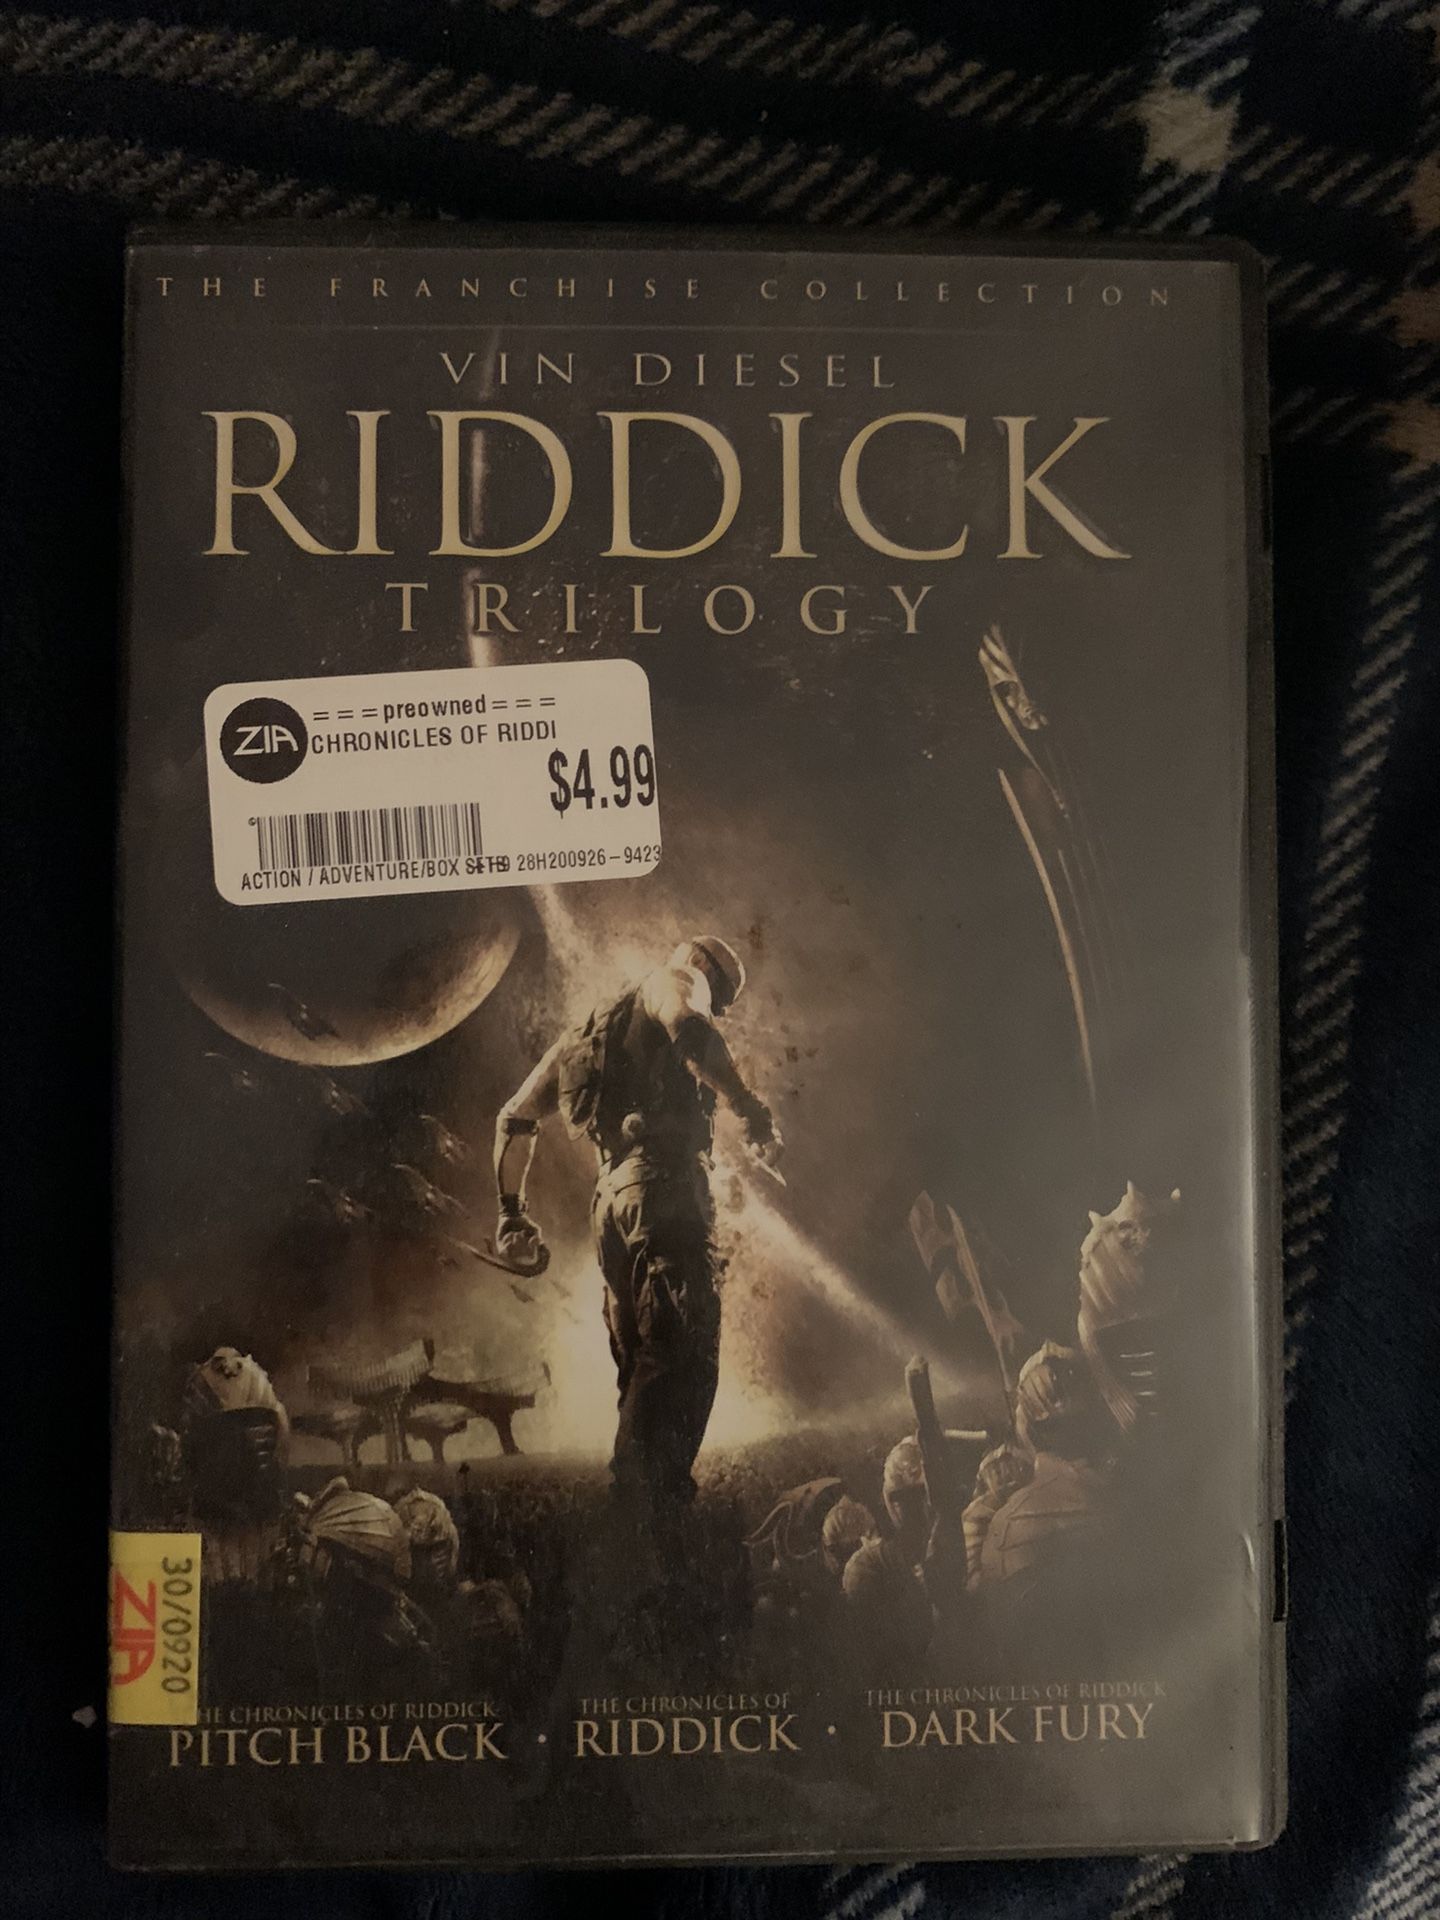 THE FRANCHISE COLLECTION
VIN DIESEL
RIDDICK
TRILOGY
ZIA
= = =preowned= = =
CHRONICLES OF RIDDI
$4.99
ACTION / ADVENTURE/BOX 28H200926-9423
30/0920
ZIA
THE CHRONICLES OF RIDDICK
PITCH BLACK ·
THE CHRONICLES OF
RIDDICK ·
THE CHRONICLES OF RIDDICK
DARK FURY